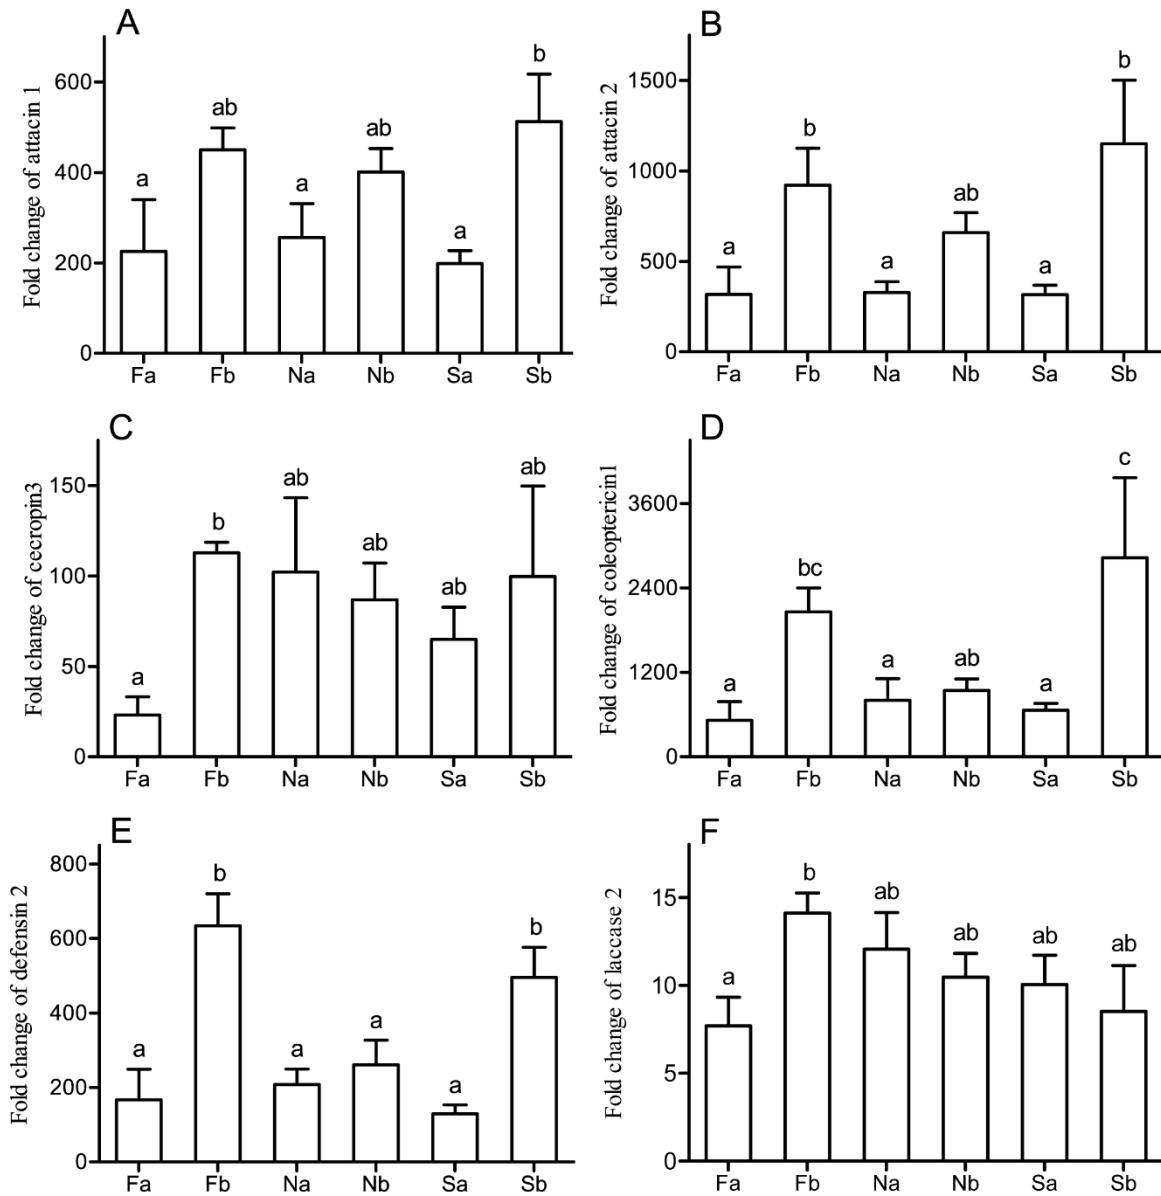 A
Fold change of attacin 1
600
400
200
0
a
ab
a
ab
a
b
Fa Fb Na Nb Sa Sb
B
Fold change of attacin 2
1500
1000
500
0
a
b
a
ab
a
b
Fa Fb Na Nb Sa Sb
C
Fold change of cecropin3
150
100
50
0
a
b
ab
ab
ab
ab
Fa Fb Na Nb Sa Sb
D
Fold change of coleoptericin1
3600
2400
1200
0
a
bc
a
ab
a
c
Fa Fb Na Nb Sa Sb
E
Fold change of defensin 2
800
600
400
200
0
a
b
a
a
a
b
Fa Fb Na Nb Sa Sb
F
Fold change of laccase 2
15
10
5
0
a
b
ab
ab
ab
ab
Fa Fb Na Nb Sa Sb